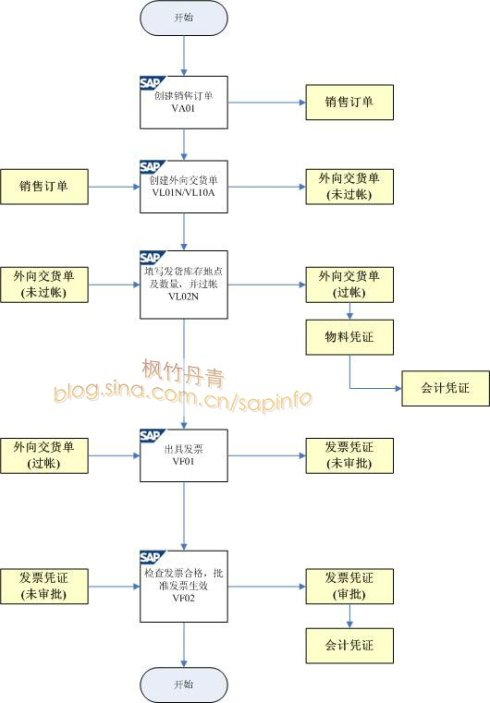 开始
SAP
创建销售订单
VA01
销售订单
销售订单
SAP
创建外向交货单
VL01N/VL10A
外向交货单
(未过帐)
外向交货单
(未过帐)
SAP
填写发货库存地点
及数量，并过帐
VL02N
外向交货单
(过帐)
物料凭证
会计凭证
枫竹丹青
blog.sina.com.cn/sapinfo
外向交货单
(过帐)
SAP
出具发票
VF01
发票凭证
(未审批)
发票凭证
(未审批)
SAP
检查发票合格，批
准发票生效
VF02
发票凭证
(审批)
会计凭证
开始